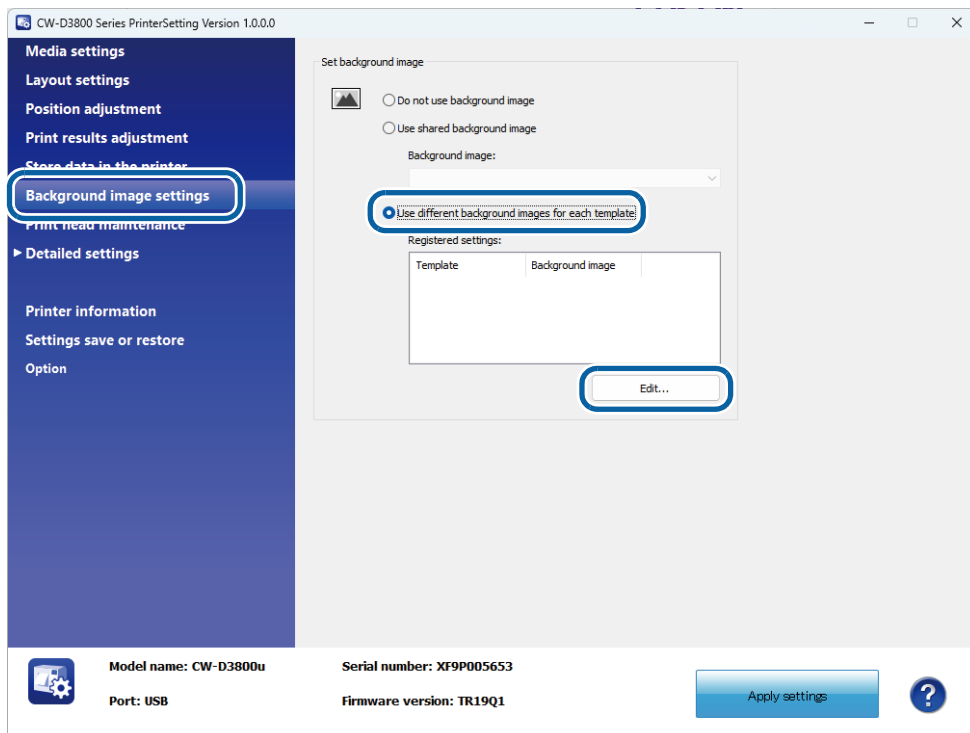 CW-D3800 Series PrinterSetting Version 1.0.0.0
Media settings
Layout settings
Position adjustment
Print results adjustment
Store data in the printer
Background image settings
Print head maintenance
Detailed settings
Printer information
Settings save or restore
Option
Set background image
Do not use background image
Use shared background image
Background image:
Use different background images for each template
Registered settings:
Template Background image
Edit...
Model name: CW-D3800u Serial number: XF9P005653
Port: USB Firmware version: TR19Q1
Apply settings
?